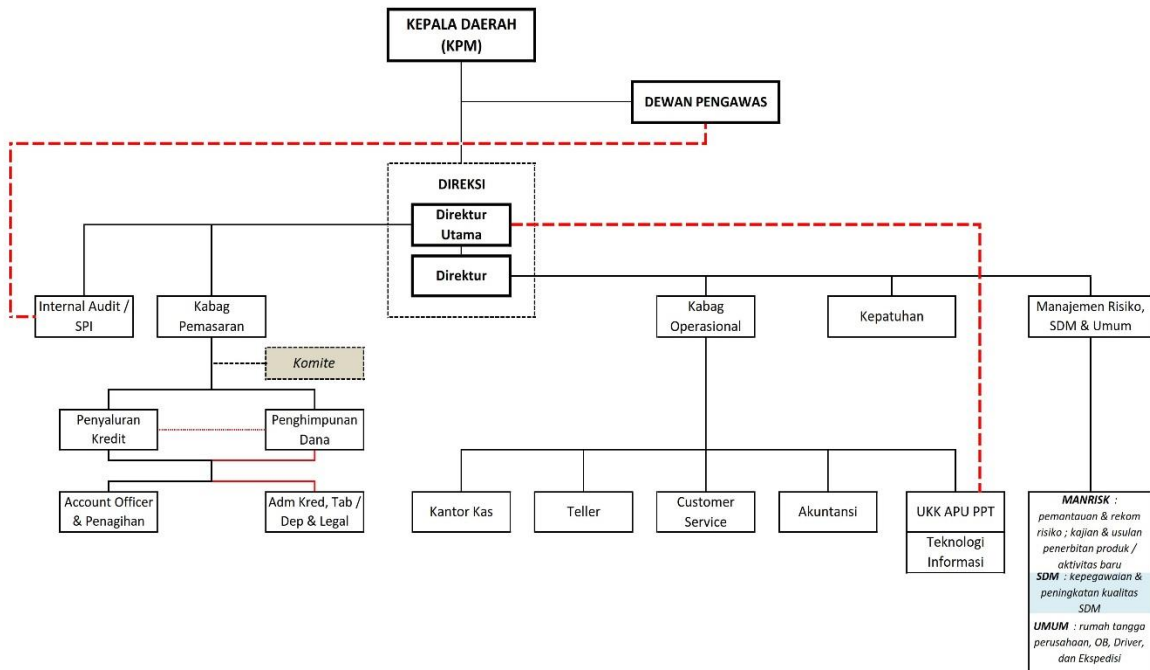 KEPALA DAERAH
(KPM)
DEWAN PENGAWAS
DIREKSI
Direktur
Utama
Direktur
Internal Audit /
SPI
Kabag
Pemasaran
Kabag
Operasional
Kepatuhan
Manajemen Risiko,
SDM & Umum
Komite
Penyaluran
Kredit
Penghimpunan
Dana
Account Officer
& Penagihan
Adm Kred, Tab /
Dep & Legal
Kantor Kas
Teller
Customer
Service
Akuntansi
UKK APU PPT
Teknologi
Informasi
MANRISK :
pemantauan & rekom
risiko ; kajian & usulan
penerbitan produk /
aktivitas baru
SDM : kepegawaian &
peningkatan kualitas
SDM
UMUM : rumah tangga
perusahaan, OB, Driver,
dan Ekspedisi